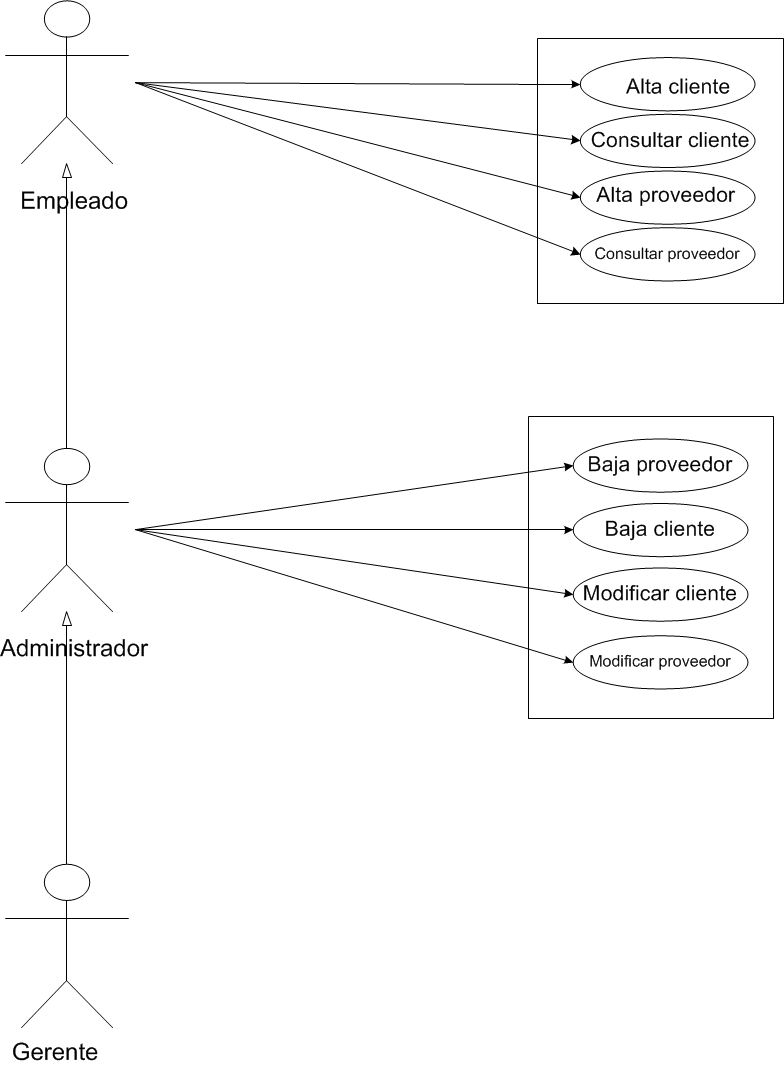 Alta cliente
Consultar cliente
Alta proveedor
Consultar proveedor
Empleado
Baja proveedor
Baja cliente
Modificar cliente
Modificar proveedor
Administrador
Gerente